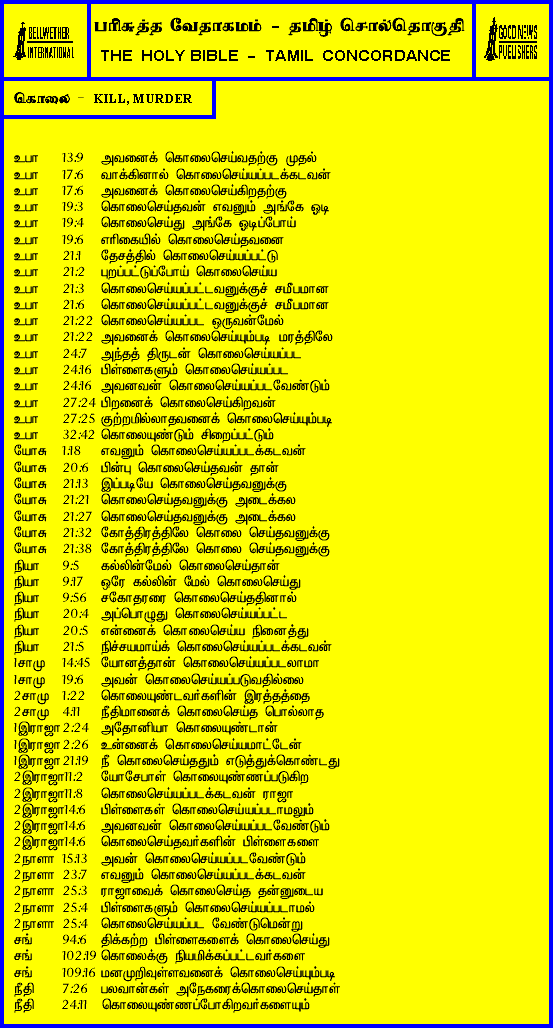 BELLWETHER INTERNATIONAL
பரிசுத்த வேதாகமம் – தமிழ் சொல்தொகுதி
THE HOLY BIBLE – TAMIL CONCORDANCE
GOOD NEWS PUBLISHERS
கொலை – KILL, MURDER
உபா 13:9 அவனைக் கொலைசெய்வதற்கு முதல்
உபா 17:6 வாக்கினால் கொலைசெய்யப்படக்கடவன்
உபா 17:6 அவனைக் கொலைசெய்கிறதற்கு
உபா 19:3 கொலைசெய்தவன் எவனும் அங்கே ஓடி
உபா 19:4 கொலைசெய்து அங்கே ஓடிப்போய்
உபா 19:6 எரிகையில் கொலைசெய்தவனை
உபா 21:1 தேசத்தில் கொலைசெய்யப்பட்டு
உபா 21:2 புறப்பட்டுப்போய் கொலைசெய்ய
உபா 21:3 கொலைசெய்யப்பட்டவனுக்குச் சமீபமான
உபா 21:6 கொலைசெய்யப்பட்டவனுக்குச் சமீபமான
உபா 21:22 கொலைசெய்யப்பட ஒருவன்மேல்
உபா 21:22 அவனைக் கொலைசெய்யும்படி மரத்திலே
உபா 24:7 அந்தத் திருடன் கொலைசெய்யப்பட
உபா 24:16 பிள்ளைகளும் கொலைசெய்யப்பட
உபா 24:16 அவனவன் கொலைசெய்யப்படவேண்டும்
உபா 27:24 பிறனைக் கொலைசெய்கிறவன்
உபா 27:25 குற்றமில்லாதவனைக் கொலைசெய்யும்படி
உபா 32:42 கொலையுண்டும் சிறைப்பட்டும்
யோசு 1:18 எவனும் கொலைசெய்யப்படக்கடவன்
யோசு 20:6 பின்பு கொலைசெய்தவன் தான்
யோசு 21:13 இப்படியே கொலைசெய்தவனுக்கு
யோசு 21:21 கொலைசெய்தவனுக்கு அடைக்கல
யோசு 21:27 கொலைசெய்தவனுக்கு அடைக்கல
யோசு 21:32 கோத்திரத்திலே கொலை செய்தவனுக்கு
யோசு 21:38 கோத்திரத்திலே கொலை செய்தவனுக்கு
நியா 9:5 கல்லின்மேல் கொலைசெய்தான்
நியா 9:17 ஒரே கல்லின் மேல் கொலைசெய்து
நியா 9:56 சகோதரரை கொலைசெய்ததினால்
நியா 20:4 அப்பொழுது கொலைசெய்யப்பட்ட
நியா 20:5 என்னைக் கொலைசெய்ய நினைத்து
நியா 21:5 நிச்சயமாய்க் கொலைசெய்யப்படக்கடவன்
1சாமு 14:45 யோனத்தான் கொலைசெய்யப்படலாமா
1சாமு 19:6 அவன் கொலைசெய்யப்படுவதில்லை
2சாமு 1:22 கொலையுண்டவர்களின் இரத்தத்தை
2சாமு 4:11 நீதிமானைக் கொலைசெய்த பொல்லாத
1இராஜா 2:24 அதோனியா கொலையுண்டான்
1இராஜா 2:26 உன்னைக் கொலைசெய்யமாட்டேன்
1இராஜா 21:19 நீ கொலைசெய்ததும் எடுத்துக்கொண்டது
2இராஜா 11:2 யோசேபாள் கொலையுண்ணப்படுகிற
2இராஜா 11:8 கொலைசெய்யப்படக்கடவன் ராஜா
2இராஜா 14:6 பிள்ளைகள் கொலைசெய்யப்படாமலும்
2இராஜா 14:6 அவனவன் கொலைசெய்யப்படவேண்டும்
2இராஜா 14:6 கொலைசெய்தவர்களின் பிள்ளைகளை
2நாளா 15:13 அவன் கொலைசெய்யப்படவேண்டும்
2நாளா 23:7 எவனும் கொலைசெய்யப்படக்கடவன்
2நாளா 25:3 ராஜாவைக் கொலைசெய்த தன்னுடைய
2நாளா 25:4 பிள்ளைகளும் கொலைசெய்யப்படாமல்
2நாளா 25:4 கொலைசெய்யப்பட வேண்டுமென்று
சங் 94:6 திக்கற்ற பிள்ளைகளைக் கொலைசெய்து
சங் 102:19 கொலைக்கு நியமிக்கப்பட்டவர்களை
சங் 109:16 மனமுறிவுள்ளவனைக் கொலைசெய்யும்படி
நீதி 7:26 பலவான்கள் அநேகரைக்கொலைசெய்தாள்
நீதி 24:11 கொலையுண்ணப்போகிறவர்களையும்